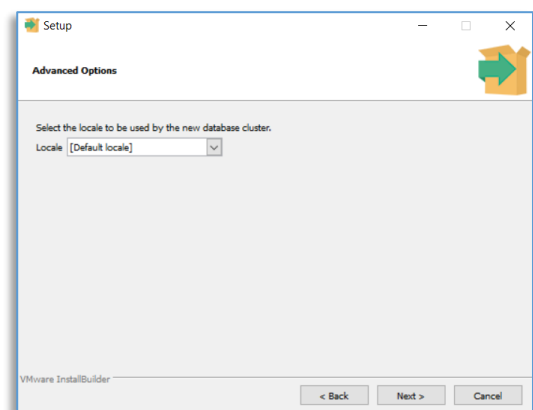 Setup
Advanced Options
Select the locale to be used by the new database cluster.
Locale [Default locale]
VMware InstallBuilder
< Back Next > Cancel